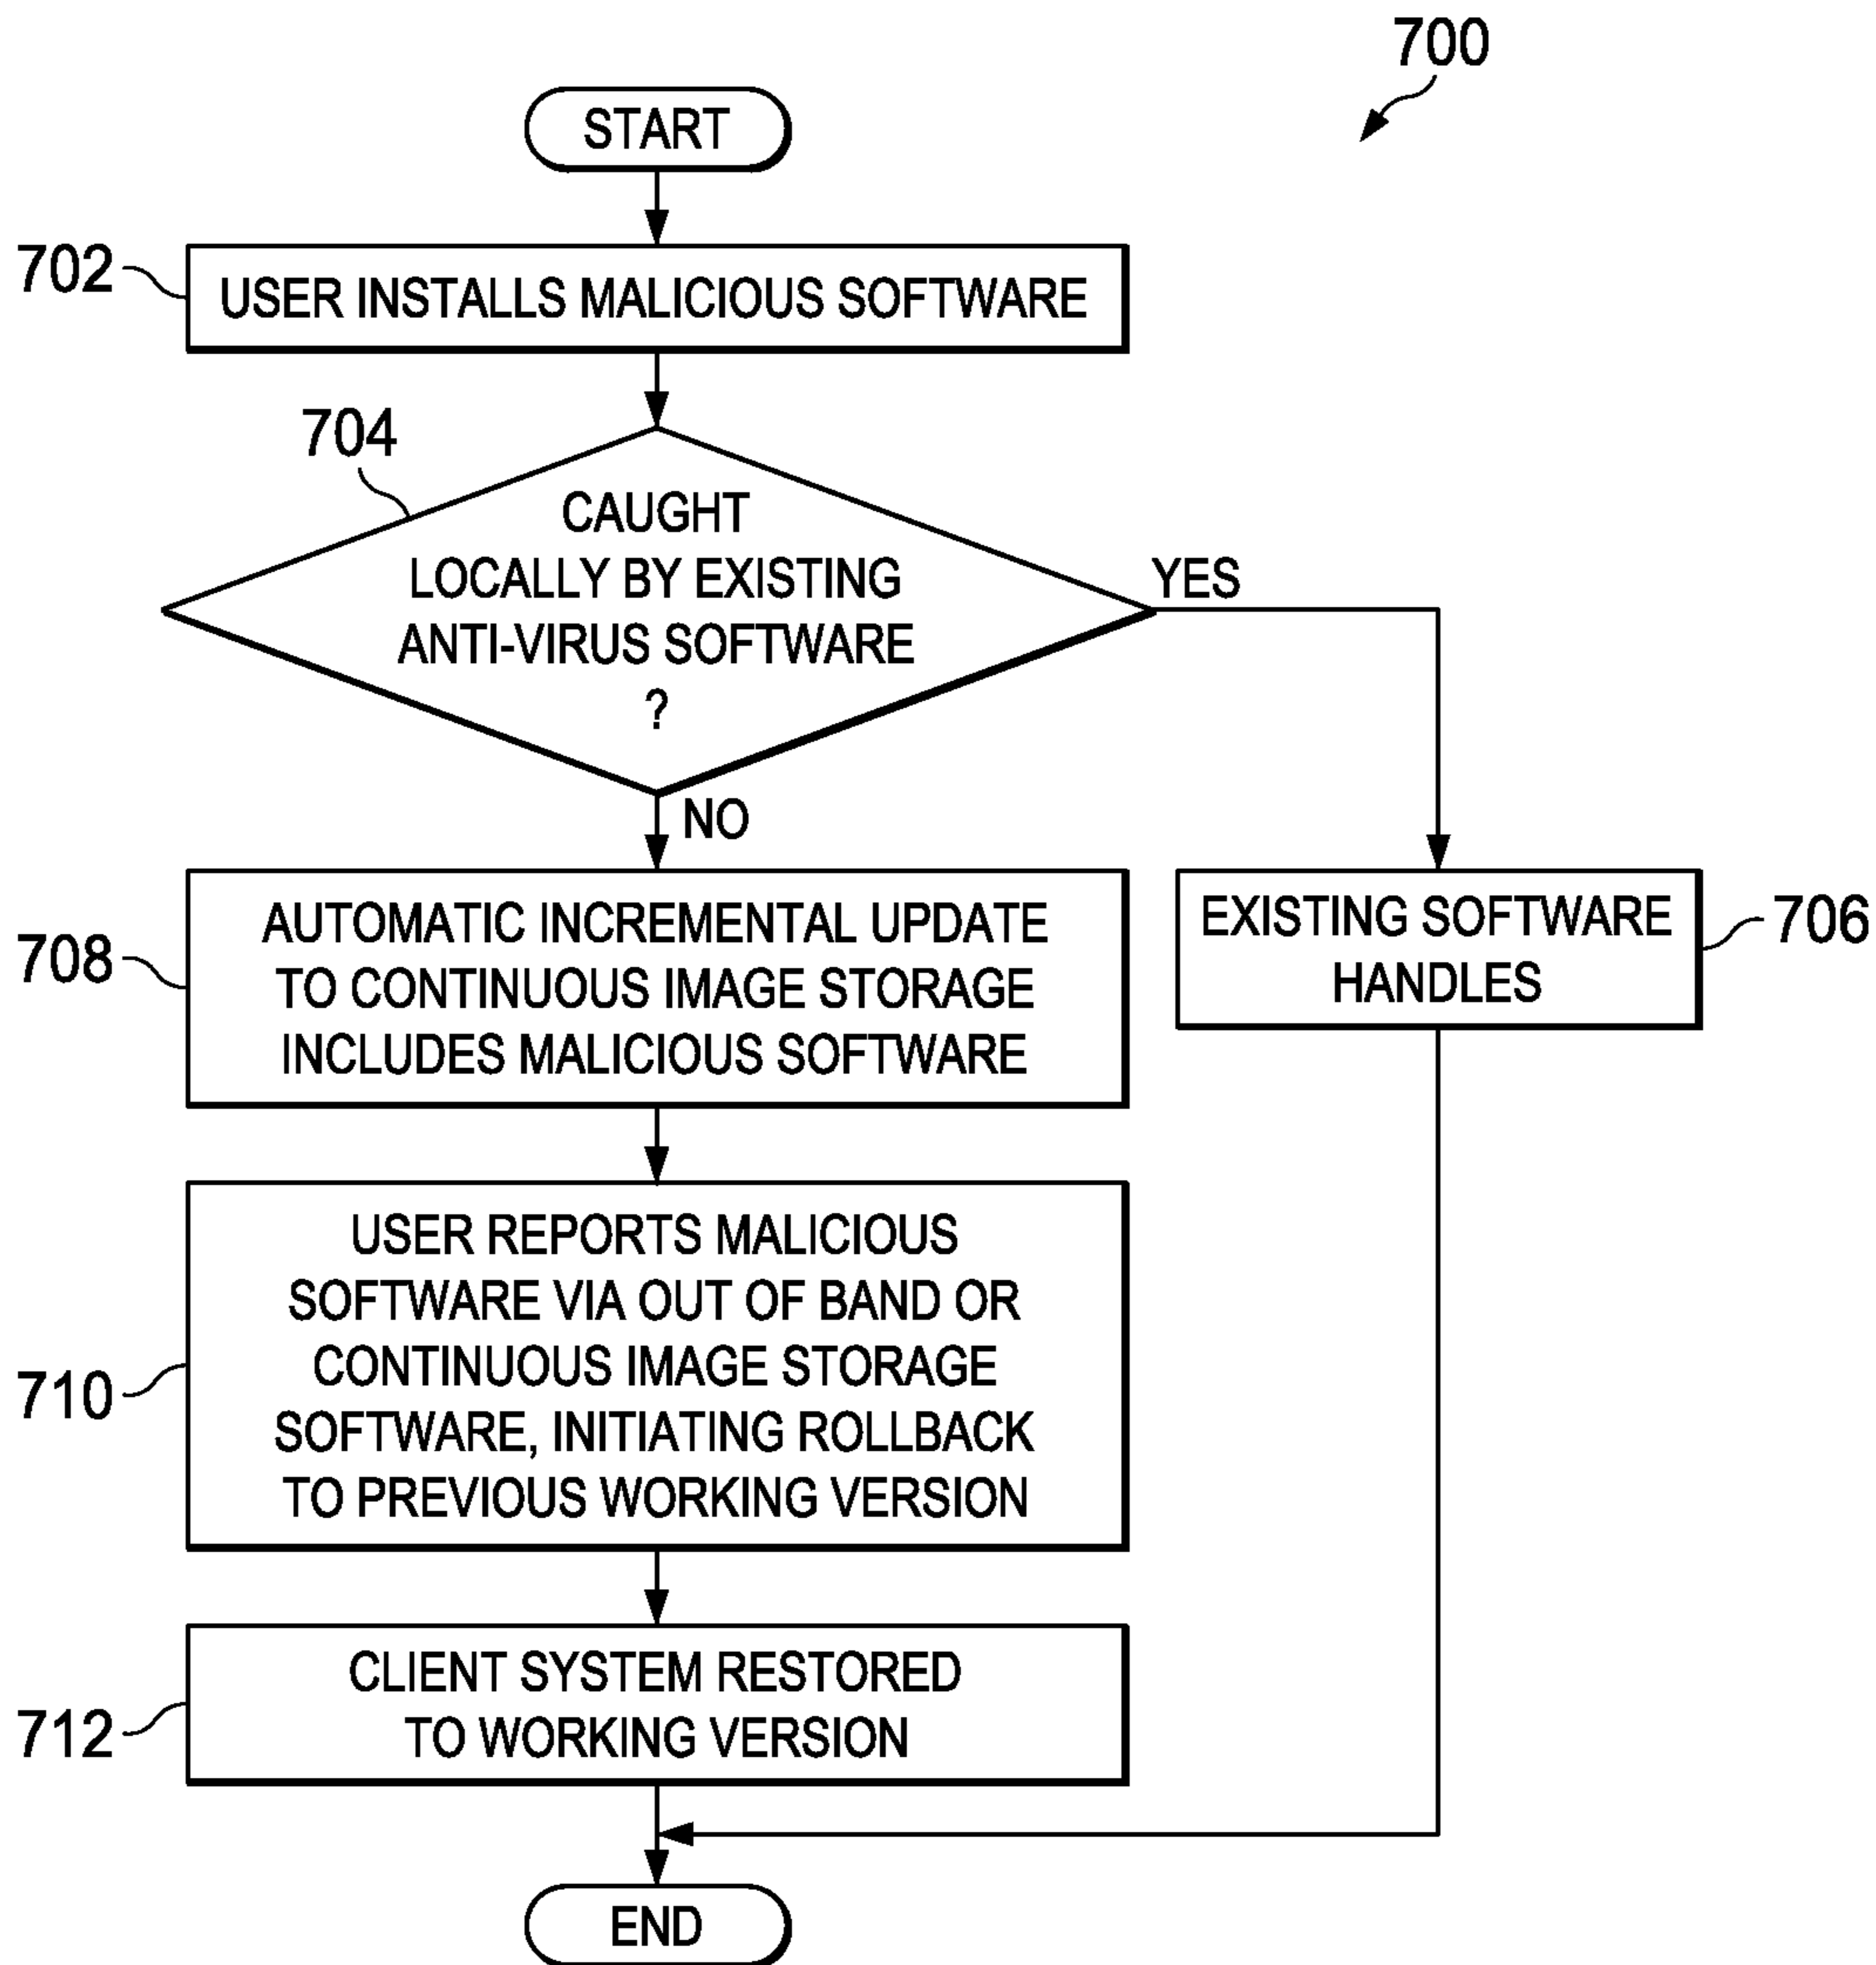 700
START
702
USER INSTALLS MALICIOUS SOFTWARE
704
CAUGHT
LOCALLY BY EXISTING
ANTI-VIRUS SOFTWARE
?
YES
NO
708
AUTOMATIC INCREMENTAL UPDATE
TO CONTINUOUS IMAGE STORAGE
INCLUDES MALICIOUS SOFTWARE
EXISTING SOFTWARE
HANDLES
706
710
USER REPORTS MALICIOUS
SOFTWARE VIA OUT OF BAND OR
CONTINUOUS IMAGE STORAGE
SOFTWARE, INITIATING ROLLBACK
TO PREVIOUS WORKING VERSION
712
CLIENT SYSTEM RESTORED
TO WORKING VERSION
END